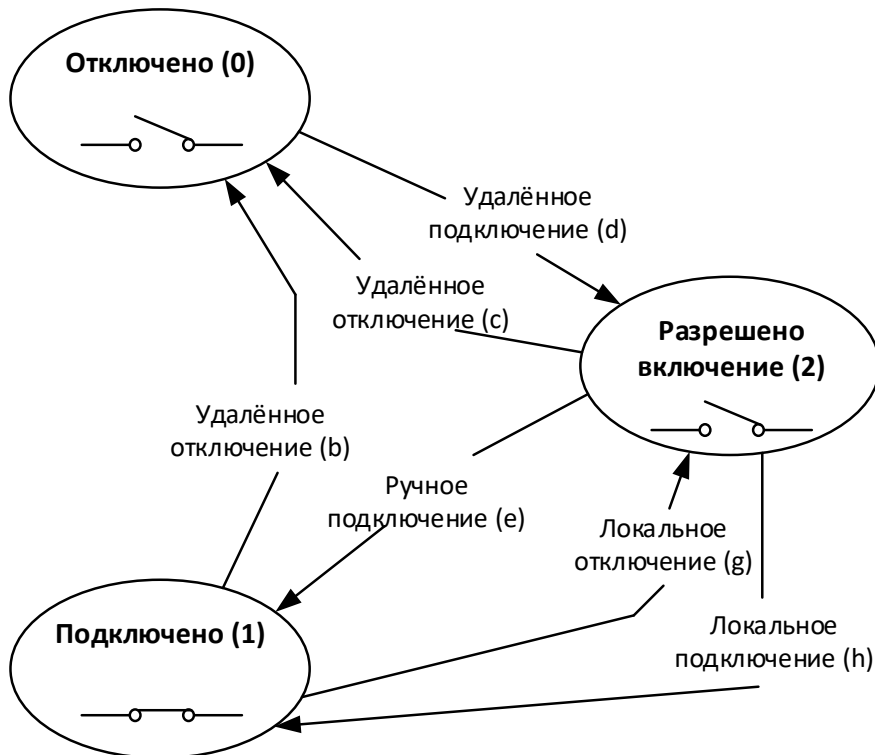 Отключено (0)
Удалённое
подключение (d)
Удалённое
отключение (c)
Разрешено
включение (2)
Удалённое
отключение (b)
Ручное
подключение (e)
Локальное
отключение (g)
Подключено (1)
Локальное
подключение (h)